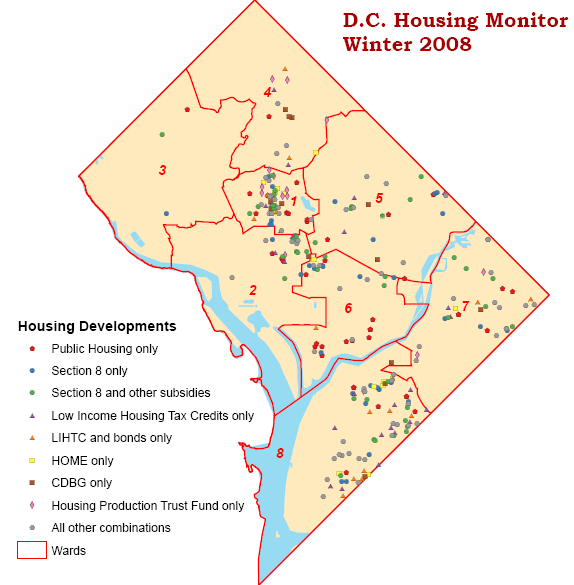 D.C. Housing Monitor
Winter 2008
4
3
1
5
2
6
7
8
Housing Developments
Public Housing only
Section 8 only
Section 8 and other subsidies
Low Income Housing Tax Credits only
LIHTC and bonds only
HOME only
CDBG only
Housing Production Trust Fund only
All other combinations
Wards